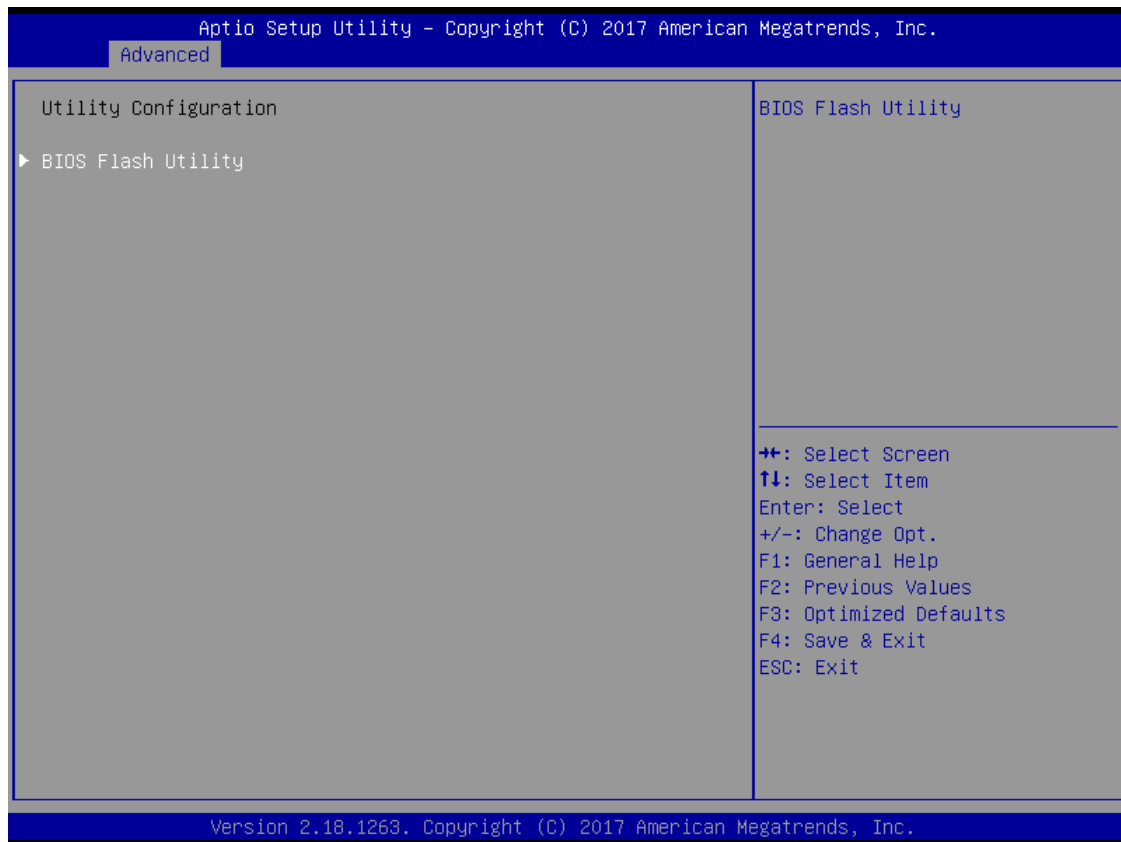 Aptio Setup Utility – Copyright (C) 2017 American Megatrends, Inc.
Advanced
Utility Configuration
▶ BIOS Flash Utility
BIOS Flash Utility
→←: Select Screen
↑↓: Select Item
Enter: Select
+/-: Change Opt.
F1: General Help
F2: Previous Values
F3: Optimized Defaults
F4: Save & Exit
ESC: Exit
Version 2.18.1263. Copyright (C) 2017 American Megatrends, Inc.